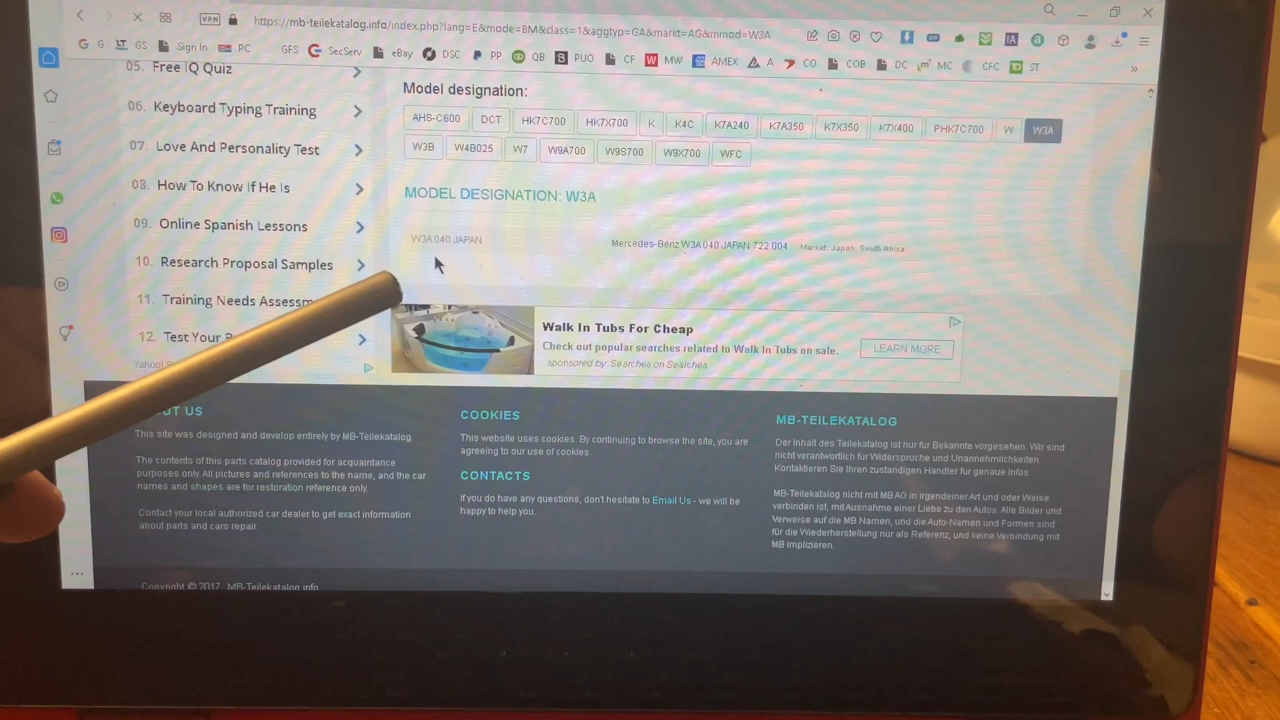 VPN
https://mb-teilekatalog.info/index.php?lang=E&mode=BM&class=1&aggtyp=GA&markt=AG&mmod=W3A
G G LT GS Sign In PC GFS SecServ eBay DSC PP QB PUO CF MW AMEX A CO COB DC MC CFC ST
05. Free IQ Quiz
06. Keyboard Typing Training
07. Love And Personality Test
08. How To Know If He Is
09. Online Spanish Lessons
10. Research Proposal Samples
11. Training Needs Assessm
12. Test Your
Model designation:
AHS-C600 DCT HK7C700 HK7X700 K K4C K7A240 K7A350 K7X350 K7X400 PHK7C700 W W3A
W3B W4B025 W7 W9A700 W9S700 W9X700 WFC
MODEL DESIGNATION: W3A
W3A 040 JAPAN Mercedes-Benz W3A 040 JAPAN 722.004 Market: Japan, South Africa
Walk In Tubs For Cheap
Check out popular searches related to Walk In Tubs on sale.
sponsored by: Searches on Searches
LEARN MORE
UT US
This site was designed and develop entirely by MB-Teilekatalog.
The contents of this parts catalog provided for acquaintance
purposes only. All pictures and references to the name, and the car
names and shapes are for restoration reference only.
Contact your local authorized car dealer to get exact information
about parts and cars repair.
COOKIES
This website uses cookies. By continuing to browse the site, you are
agreeing to our use of cookies.
CONTACTS
If you do have any questions, don't hesitate to Email Us - we will be
happy to help you.
MB-TEILEKATALOG
Der Inhalt des Teilekatalog ist nur für Bekannte vorgesehen. Wir sind
nicht verantwortlich für Widersprüche und Unannehmlichkeiten.
Kontaktieren Sie Ihren zuständigen Händler für genaue Infos.
MB-Teilekatalog nicht mit MB AG in irgendeiner Art und oder Weise
verbinden ist, mit Ausnahme einer Liebe zu den Autos. Alle Bilder und
Verweise auf die MB Namen, und die Auto-Namen und Formen sind
für die Wiederherstellung nur als Referenz, und keine Verbindung mit
MB implizieren.
Copyright © 2017 MB-Teilekatalog.info